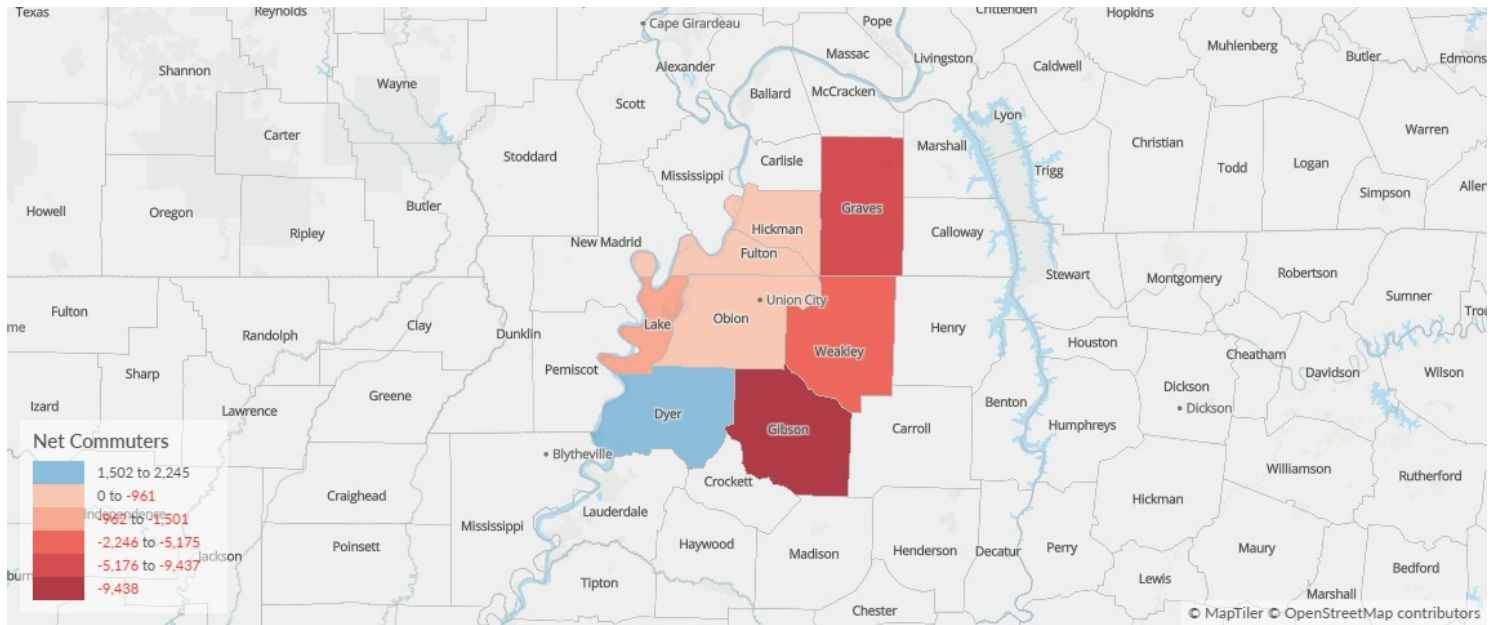 Texas
Reynolds
Cape Girardeau
Pope
Crittenden
Hopkins
Shannon
Wayne
Alexander
Massac
Livingston
Muhlenberg
Butler
Edmons
Caldwell
Scott
Ballard
McCracken
Carter
Lyon
Warren
Stoddard
Carlisle
Marshall
Christian
Todd
Logan
Mississippi
Trigg
Simpson
Allen
Howell
Oregon
Butler
Graves
Ripley
New Madrid
Hickman
Calloway
Fulton
Stewart
Montgomery
Robertson
Fulton
Union City
Sumner
Trou
me
Randolph
Clay
Dunklin
Lake
Obion
Henry
Houston
Weakley
Cheatham
Sharp
Pemiscot
Davidson
Wilson
Dickson
Izard
Lawrence
Greene
Dyer
Benton
Dickson
Gibson
Carroll
Humphreys
Net Commuters
1,502 to 2,245
0 to -961
-962 to -1,501
-2,246 to -5,175
-5,176 to -9,437
-9,438
Independence
Blytheville
Crockett
Williamson
Rutherford
Craighead
Hickman
Lauderdale
Mississippi
Jackson
Poinsett
Haywood
Madison
Henderson
Decatur
Perry
Maury
burn
Tipton
Lewis
Bedford
Marshall
Chester
© MapTiler © OpenStreetMap contributors